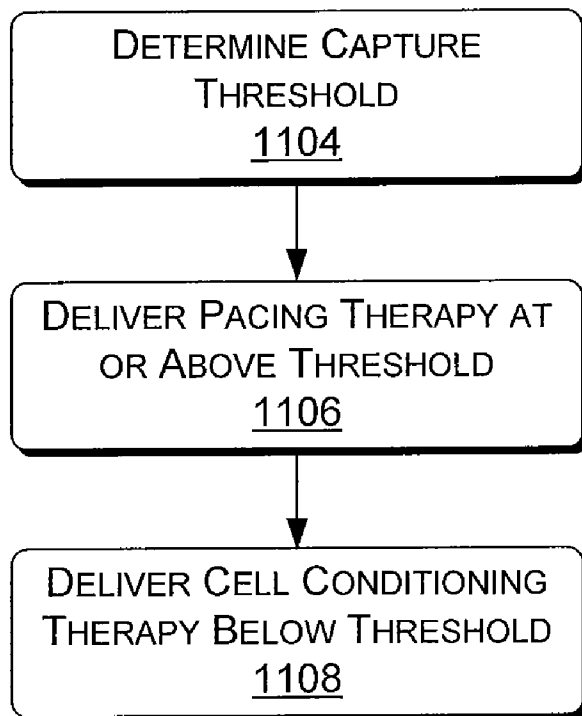 DETERMINE CAPTURE
THRESHOLD
1104
DELIVER PACING THERAPY AT
OR ABOVE THRESHOLD
1106
DELIVER CELL CONDITIONING
THERAPY BELOW THRESHOLD
1108